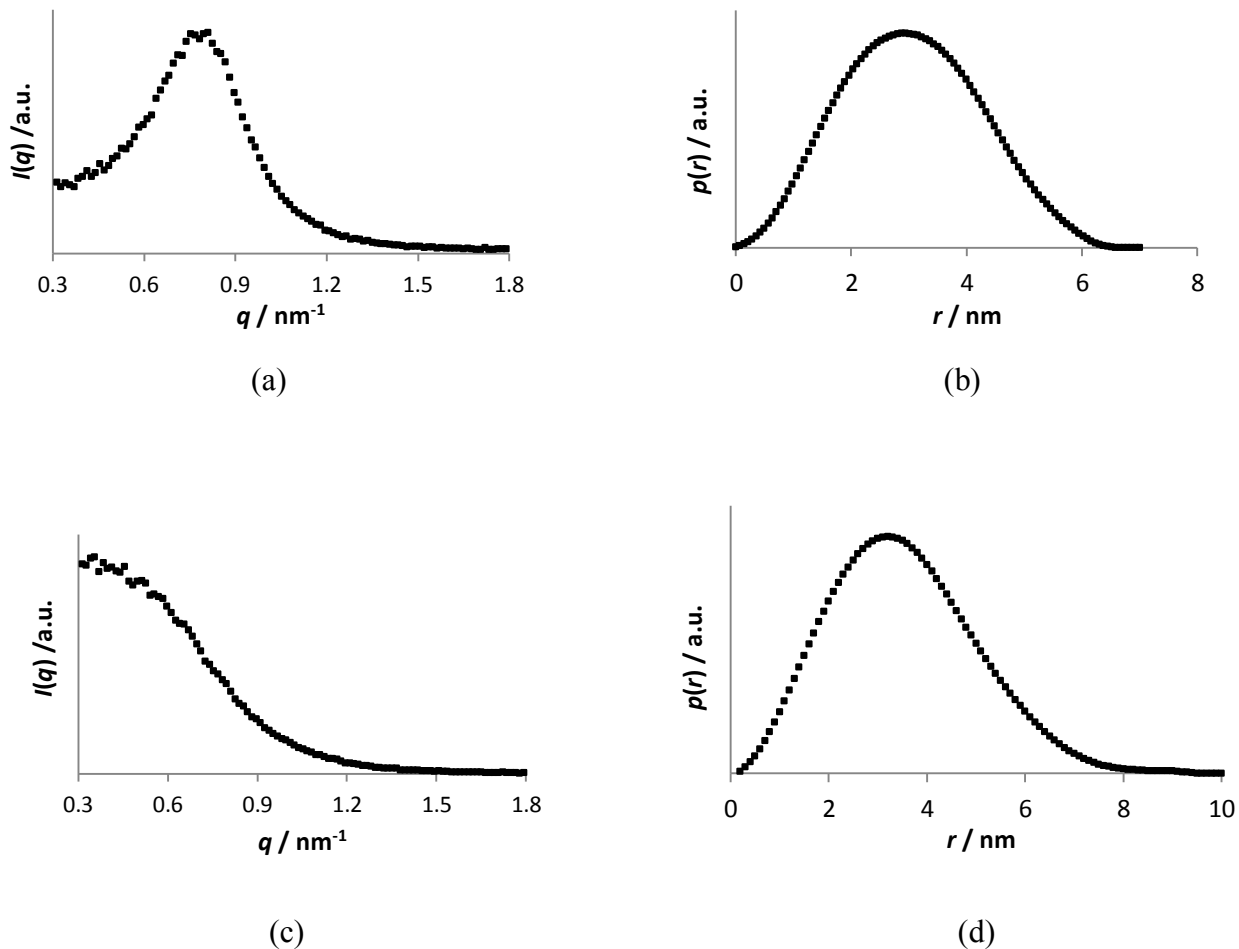 I(q) /a.u.
0.3 0.6 0.9 1.2 1.5 1.8
q / nm⁻¹
(a)
p(r) / a.u.
0 2 4 6 8
r / nm
(b)
I(q) /a.u.
0.3 0.6 0.9 1.2 1.5 1.8
q / nm⁻¹
(c)
p(r) / a.u.
0 2 4 6 8 10
r / nm
(d)